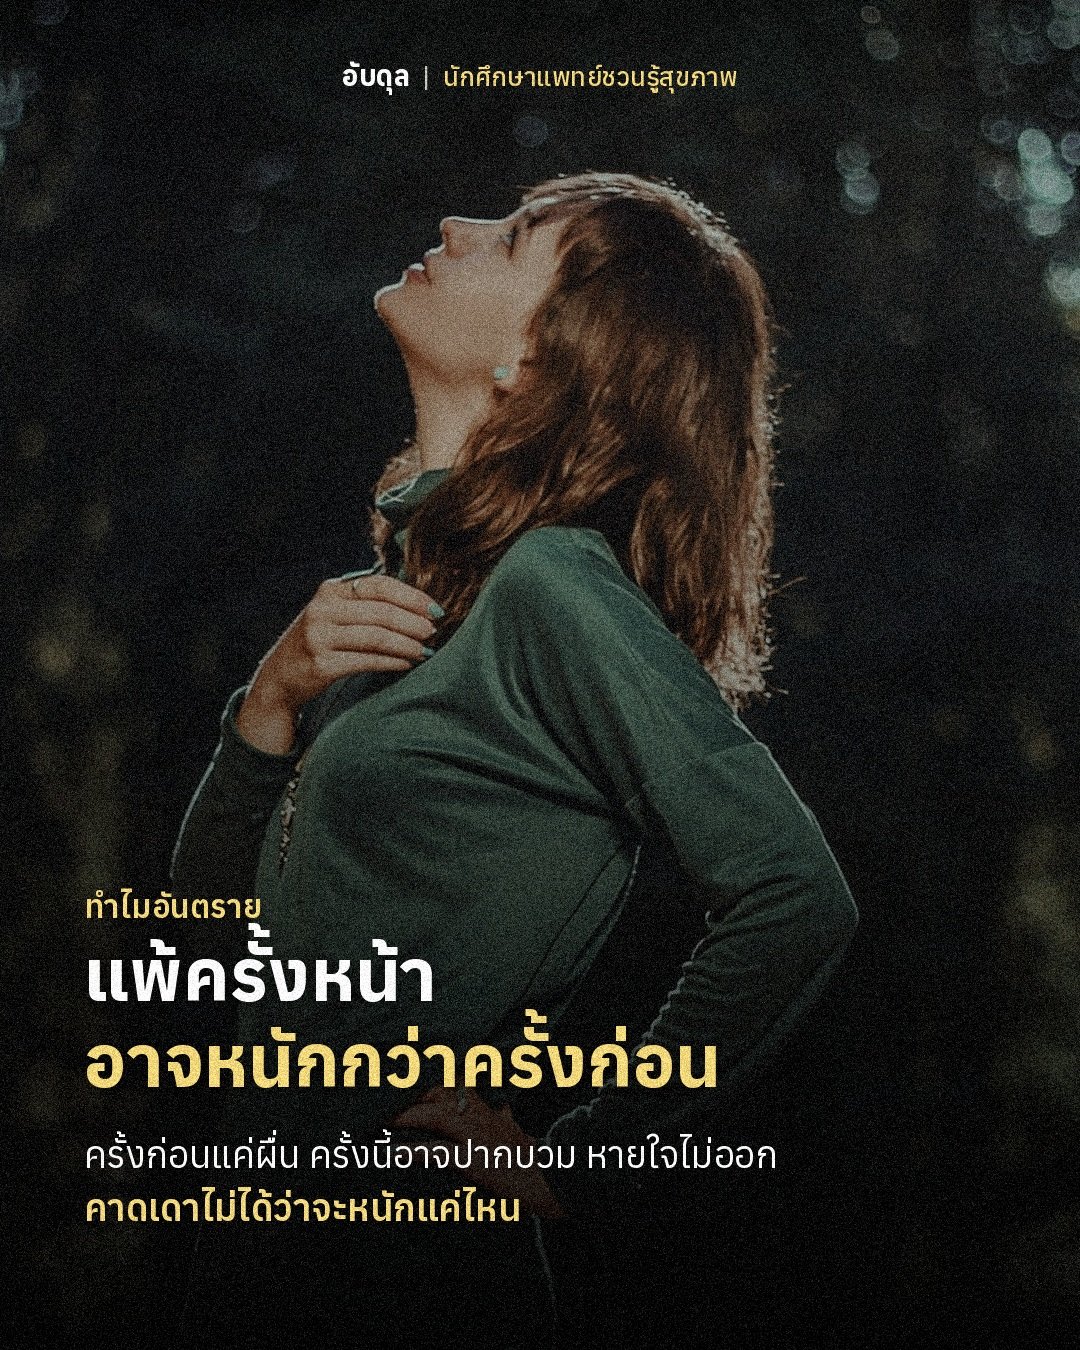 อับดุล | นักศึกษาแพทย์ชวนรู้สุขภาพ
ทำไมอันตราย
แพ้ครั้งหน้า
อาจหนักกว่าครั้งก่อน
ครั้งก่อนแค่ผื่น ครั้งนี้อาจปากบวม หายใจไม่ออก
คาดเดาไม่ได้ว่าจะหนักแค่ไหน